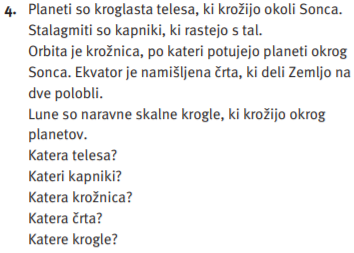 4. Planeti so kroglasta telesa, ki krožijo okoli Sonca.
Stalagmiti so kapniki, ki rastejo s tal.
Orbita je krožnica, po kateri potujejo planeti okrog
Sonca. Ekvator je namišljena črta, ki deli Zemljo na
dve polobli.
Lune so naravne skalne krogle, ki krožijo okrog
planetov.
Katera telesa?
Kateri kapniki?
Katera krožnica?
Katera črta?
Katere krogle?